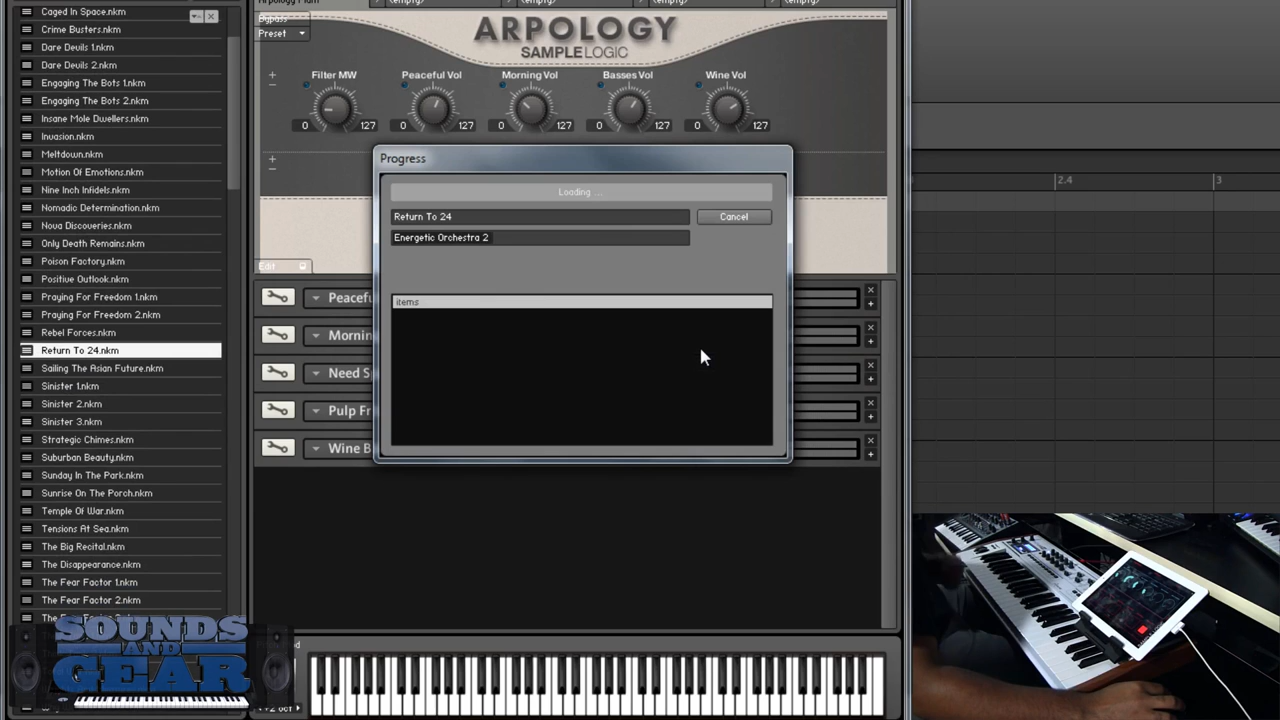 Caged In Space.nkm
Crime Busters.nkm
Dare Devils 1.nkm
Dare Devils 2.nkm
Engaging The Bots 1.nkm
Engaging The Bots 2.nkm
Insane Mole Dwellers.nkm
Invasion.nkm
Meltdown.nkm
Motion Of Emotions.nkm
Nine Inch Infidels.nkm
Nomadic Determination.nkm
Nova Discoveries.nkm
Only Death Remains.nkm
Poison Factory.nkm
Positive Outlook.nkm
Praying For Freedom 1.nkm
Praying For Freedom 2.nkm
Rebel Forces.nkm
Return To 24.nkm
Sailing The Asian Future.nkm
Sinister 1.nkm
Sinister 2.nkm
Sinister 3.nkm
Strategic Chimes.nkm
Suburban Beauty.nkm
Sunday In The Park.nkm
Sunrise On The Porch.nkm
Temple Of War.nkm
Tensions At Sea.nkm
The Big Recital.nkm
The Disappearance.nkm
The Fear Factor 1.nkm
The Fear Factor 2.nkm
SOUNDS
AND
GEAR
(empty)
(empty)
(empty)
(empty)
Bypass
Preset
ARPOLOGY
SAMPLELOGIC
Filter MW
Peaceful Vol
Morning Vol
Basses Vol
Wine Vol
0 127
0 127
0 127
0 127
0 127
Edit
Progress
Loading ...
Return To 24
Cancel
Energetic Orchestra 2
items
Peacefu
Mornin
Need S
Pulp Fr
Wine B
+2 oct
2.4
3